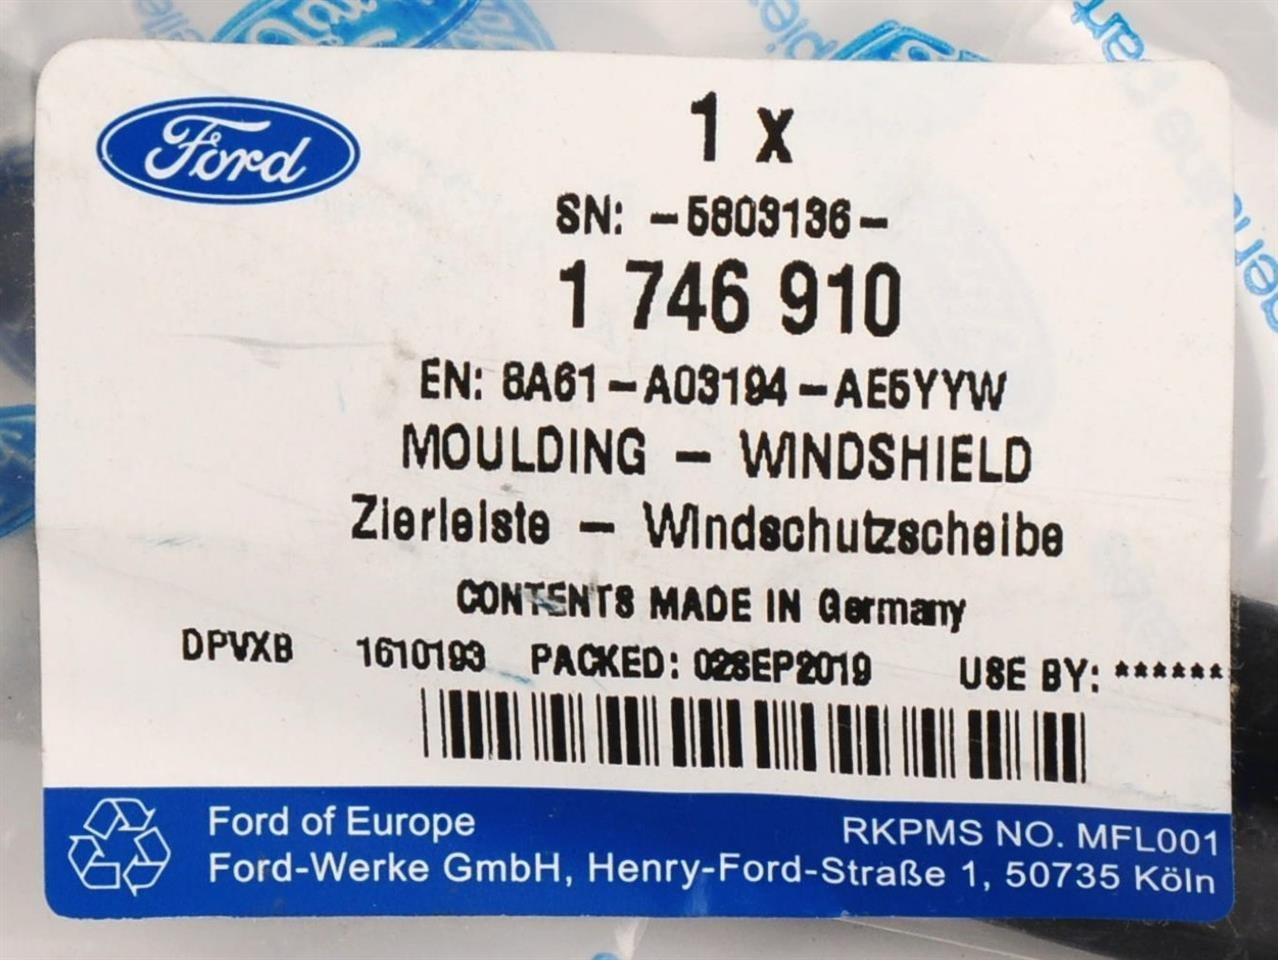 Ford
1 x
SN: -5803136-
1 746 910
EN: 8A61-A03194-AE5YYW
MOULDING - WINDSHIELD
Zierleiste - Windschutzscheibe
CONTENTS MADE IN Germany
DPVXB 1610193 PACKED: 02SEP2019 USE BY: ******
Ford of Europe
RKPMS NO. MFL001
Ford-Werke GmbH, Henry-Ford-Straße 1, 50735 Köln